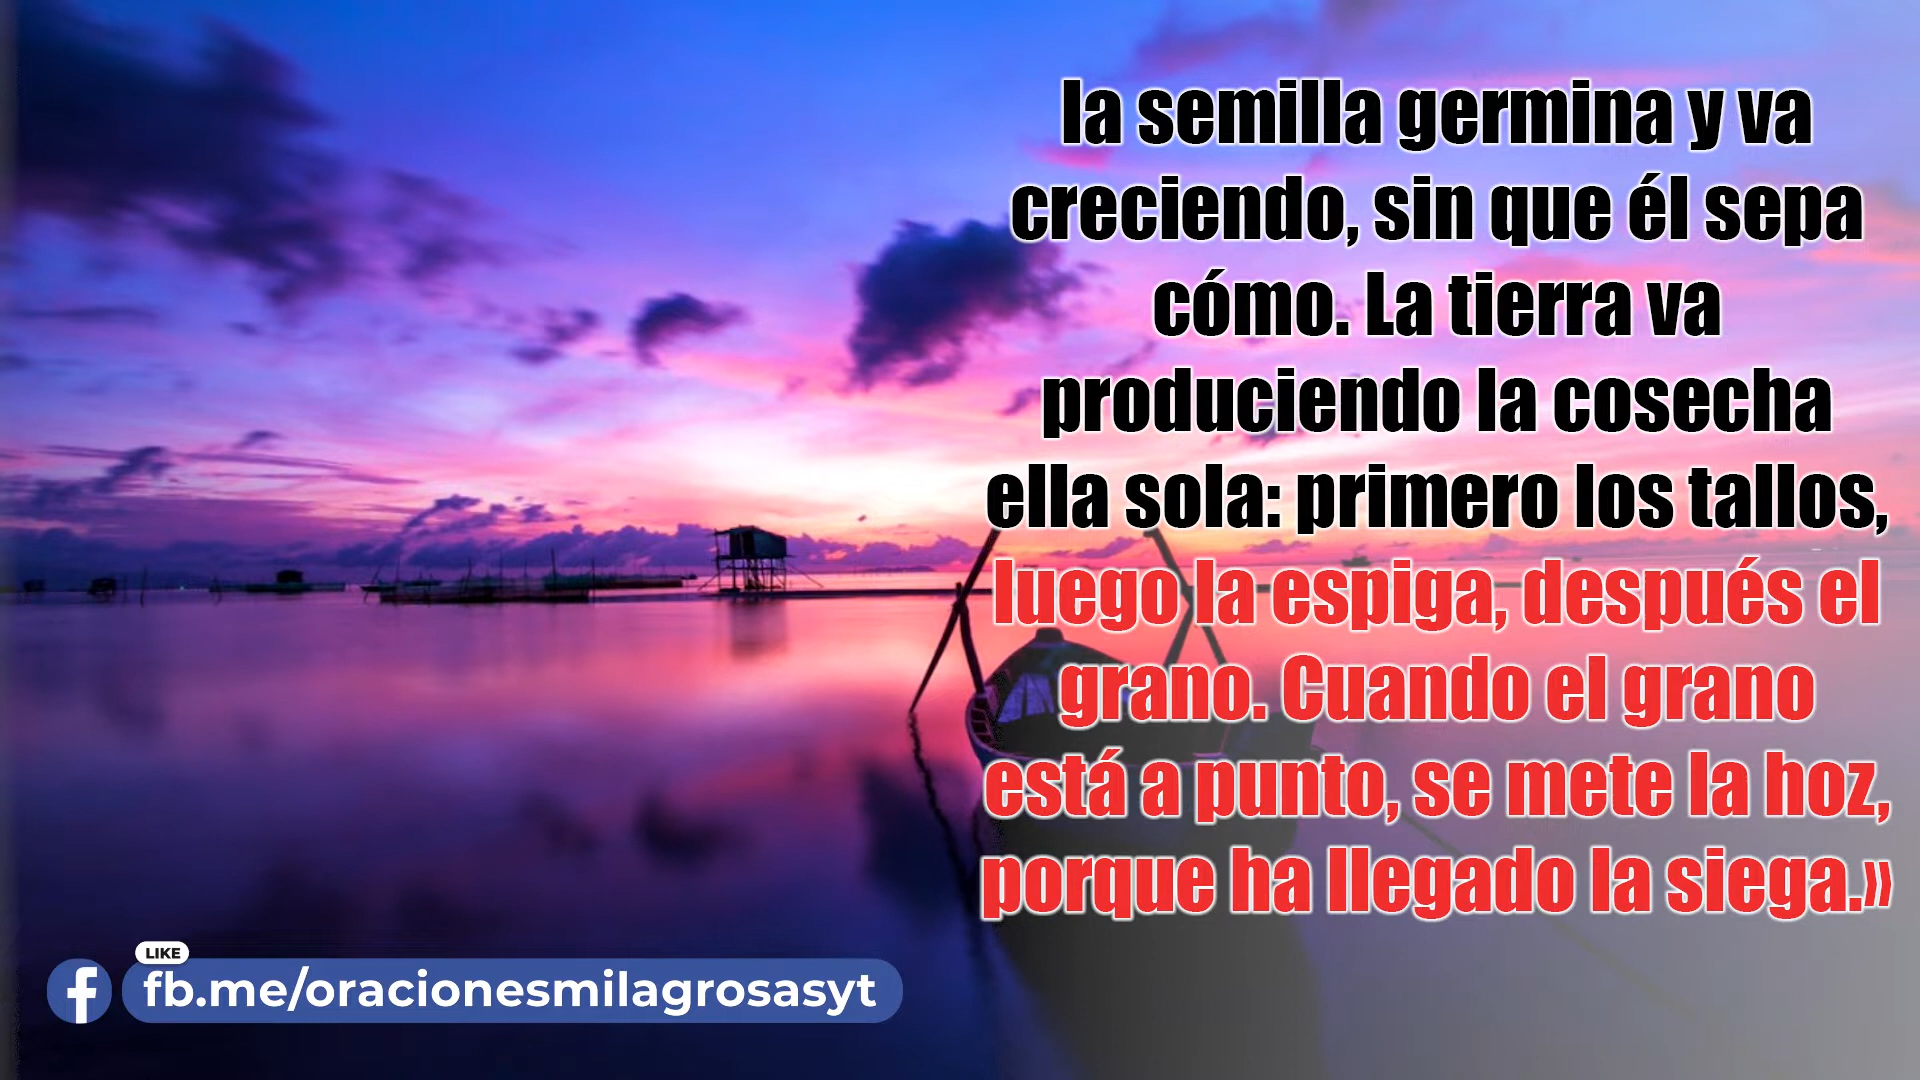 la semilla germina y va
creciendo, sin que él sepa
cómo. La tierra va
produciendo la cosecha
ella sola: primero los tallos,
luego la espiga, después el
grano. Cuando el grano
está a punto, se mete la hoz,
porque ha llegado la siega.»
LIKE
fb.me/oracionesmilagrosasyt